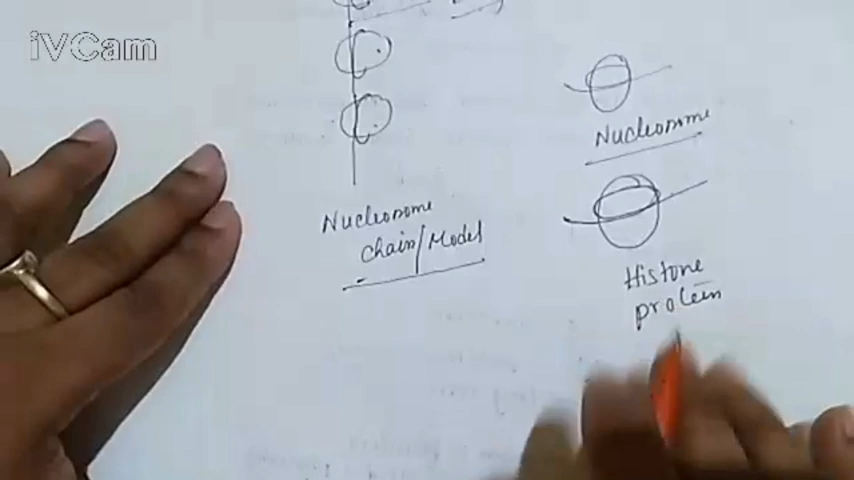 iVCam
Nucleosome
Nucleosome
chain/Model
Histone
protein